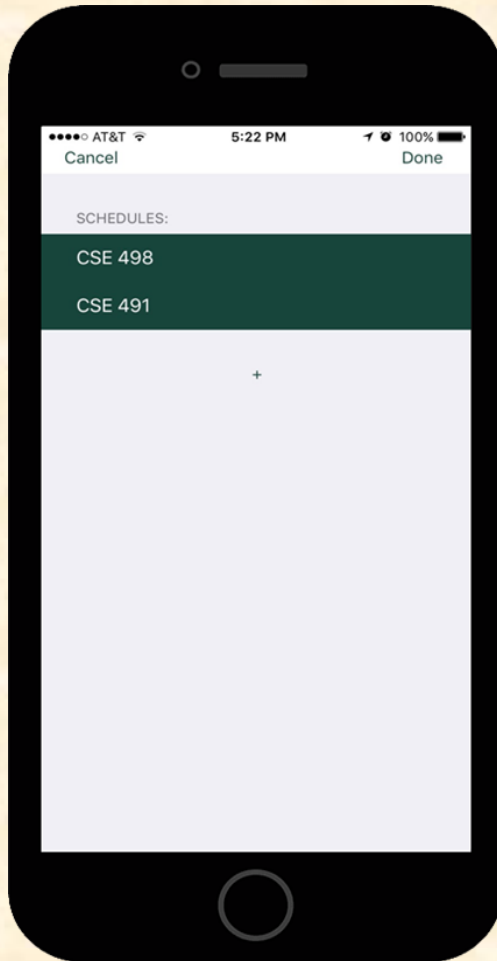 AT&T 5:22 PM 100%
Cancel Done
SCHEDULES:
CSE 498
CSE 491
+